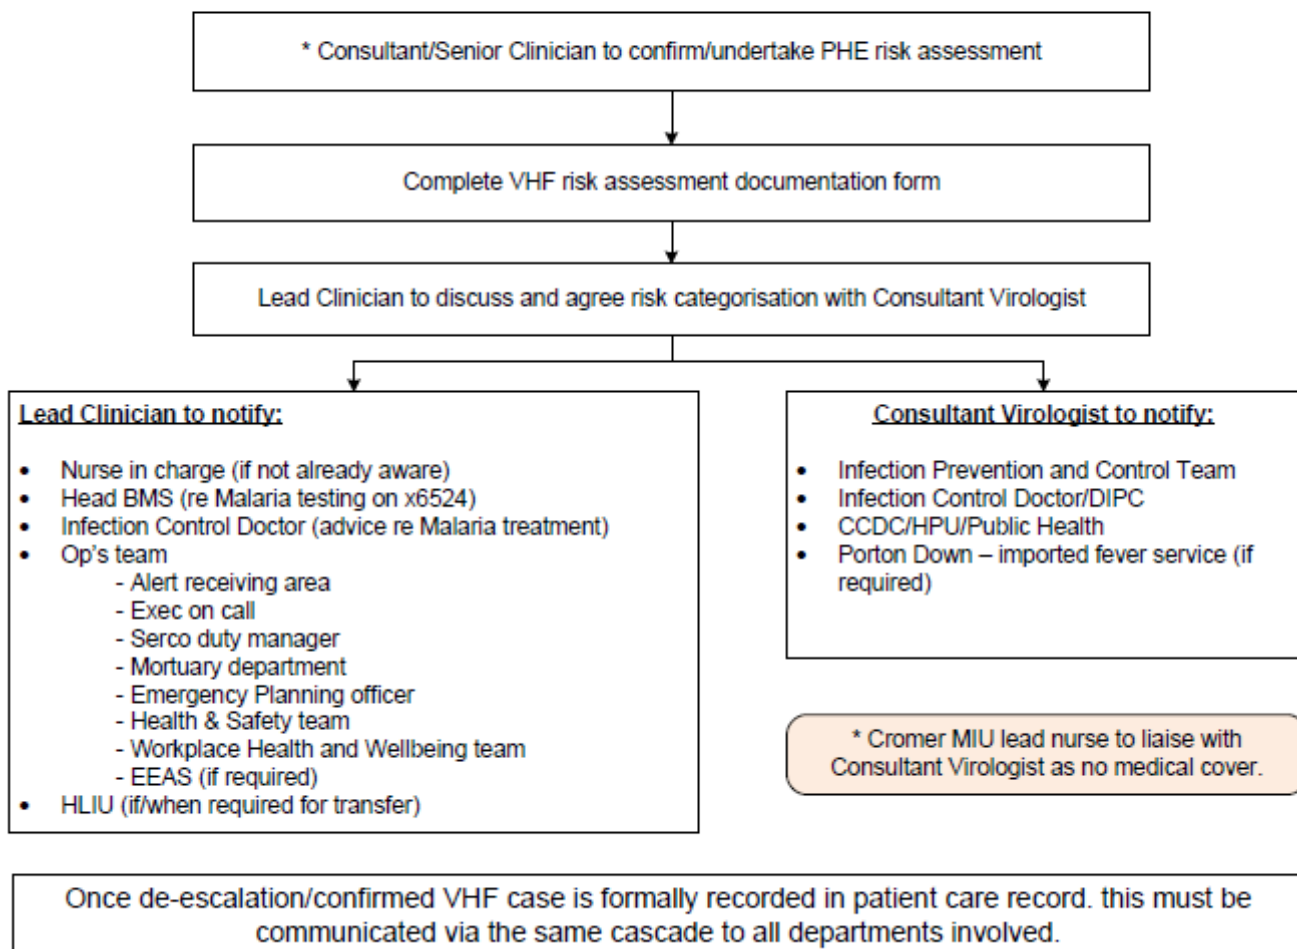 * Consultant/Senior Clinician to confirm/undertake PHE risk assessment
Complete VHF risk assessment documentation form
Lead Clinician to discuss and agree risk categorisation with Consultant Virologist
Lead Clinician to notify:
• Nurse in charge (if not already aware)
• Head BMS (re Malaria testing on x6524)
• Infection Control Doctor (advice re Malaria treatment)
• Op's team
- Alert receiving area
- Exec on call
- Serco duty manager
- Mortuary department
- Emergency Planning officer
- Health & Safety team
- Workplace Health and Wellbeing team
- EEAS (if required)
• HLIU (if/when required for transfer)
Consultant Virologist to notify:
• Infection Prevention and Control Team
• Infection Control Doctor/DIPC
• CCDC/HPU/Public Health
• Porton Down – imported fever service (if
required)
* Cromer MIU lead nurse to liaise with
Consultant Virologist as no medical cover.
Once de-escalation/confirmed VHF case is formally recorded in patient care record. this must be
communicated via the same cascade to all departments involved.